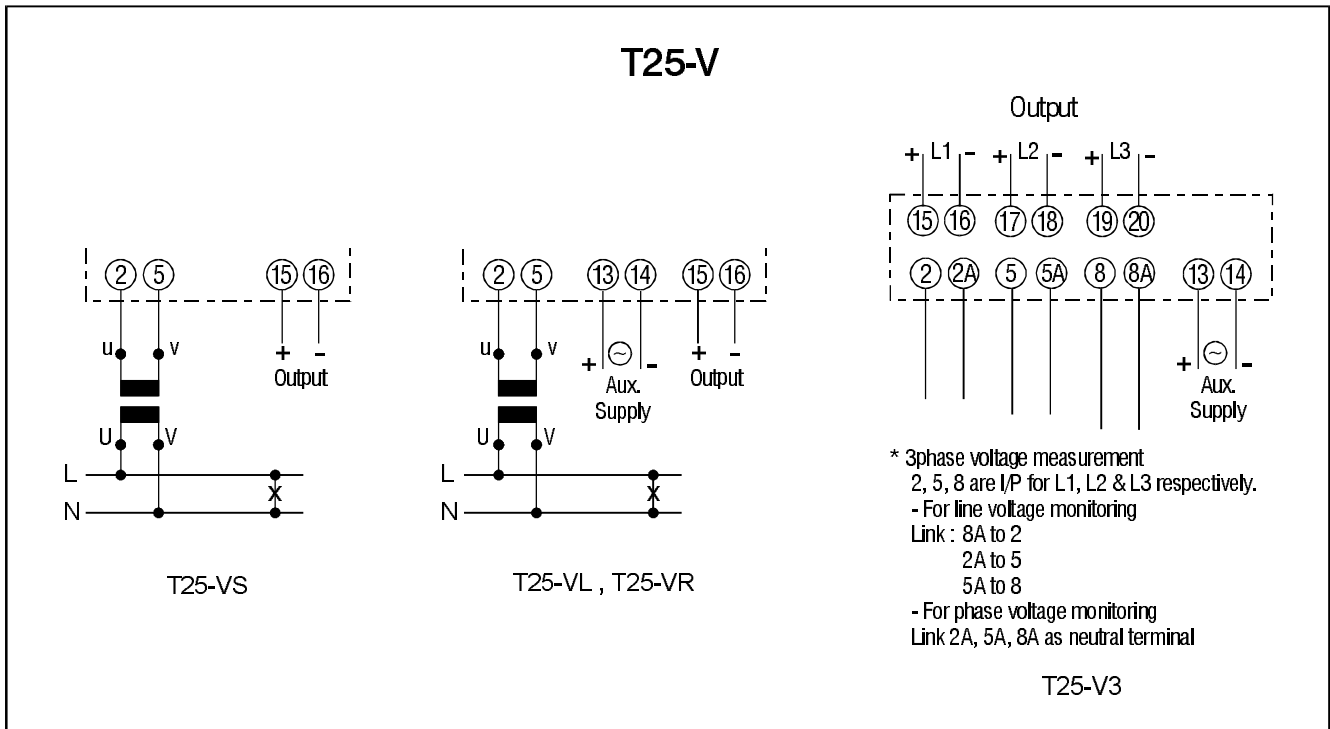 T25-V
2 5 15 16
u v
+ -
Output
U V
L
N
X
T25-VS
2 5 13 14 15 16
u v
+ ~ - + -
Aux. Supply
Output
U V
L
N
X
T25-VL , T25-VR
Output
+ L1 - + L2 - + L3 -
15 16 17 18 19 20
2 2A 5 5A 8 8A 13 14
+ ~ -
Aux.
Supply
* 3phase voltage measurement
2, 5, 8 are I/P for L1, L2 & L3 respectively.
- For line voltage monitoring
Link : 8A to 2
2A to 5
5A to 8
- For phase voltage monitoring
Link 2A, 5A, 8A as neutral terminal
T25-V3